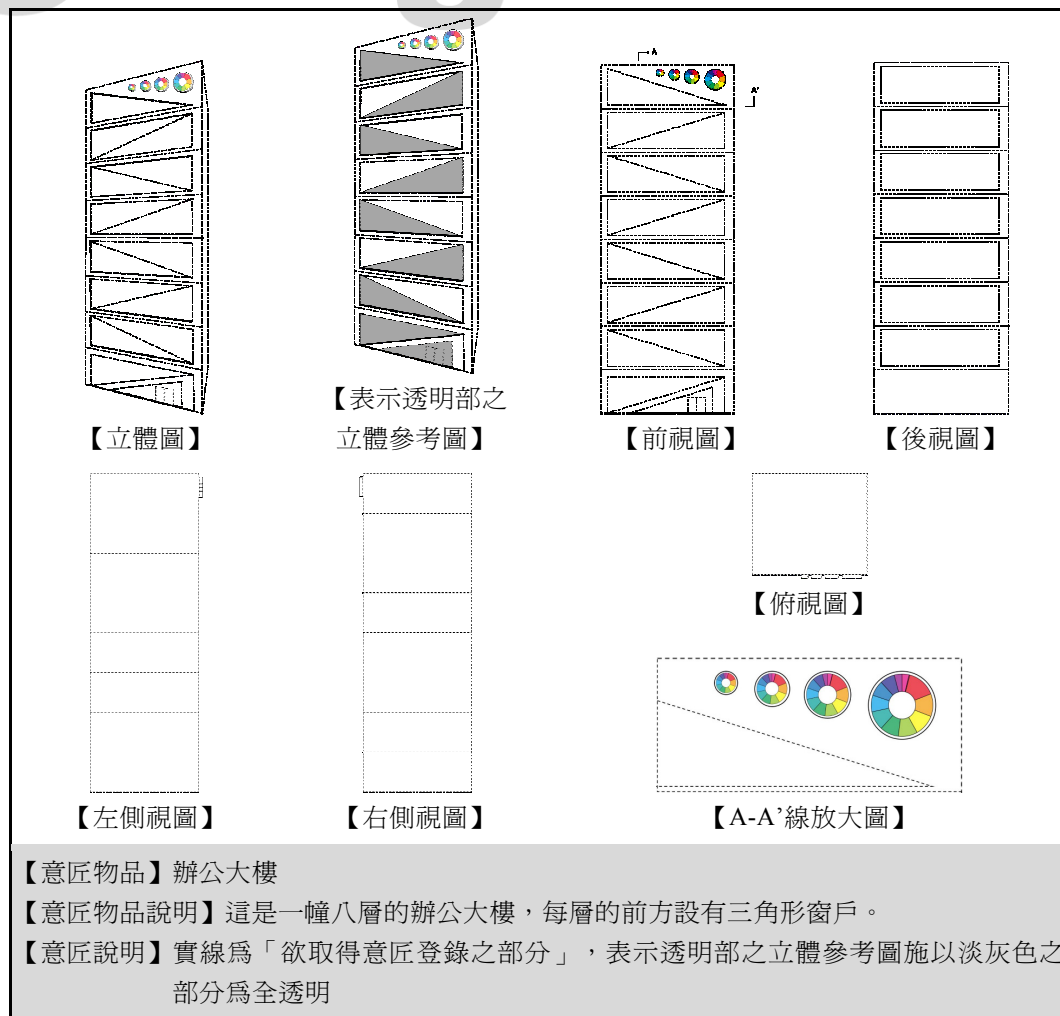 A
A'
【立體圖】
【表示透明部之
立體參考圖】
【前視圖】
【後視圖】
【左側視圖】
【右側視圖】
【俯視圖】
【A-A’線放大圖】
【意匠物品】辦公大樓
【意匠物品說明】這是一幢八層的辦公大樓，每層的前方設有三角形窗戶。
【意匠說明】實線為「欲取得意匠登錄之部分」，表示透明部之立體參考圖施以淡灰色之
部分為全透明